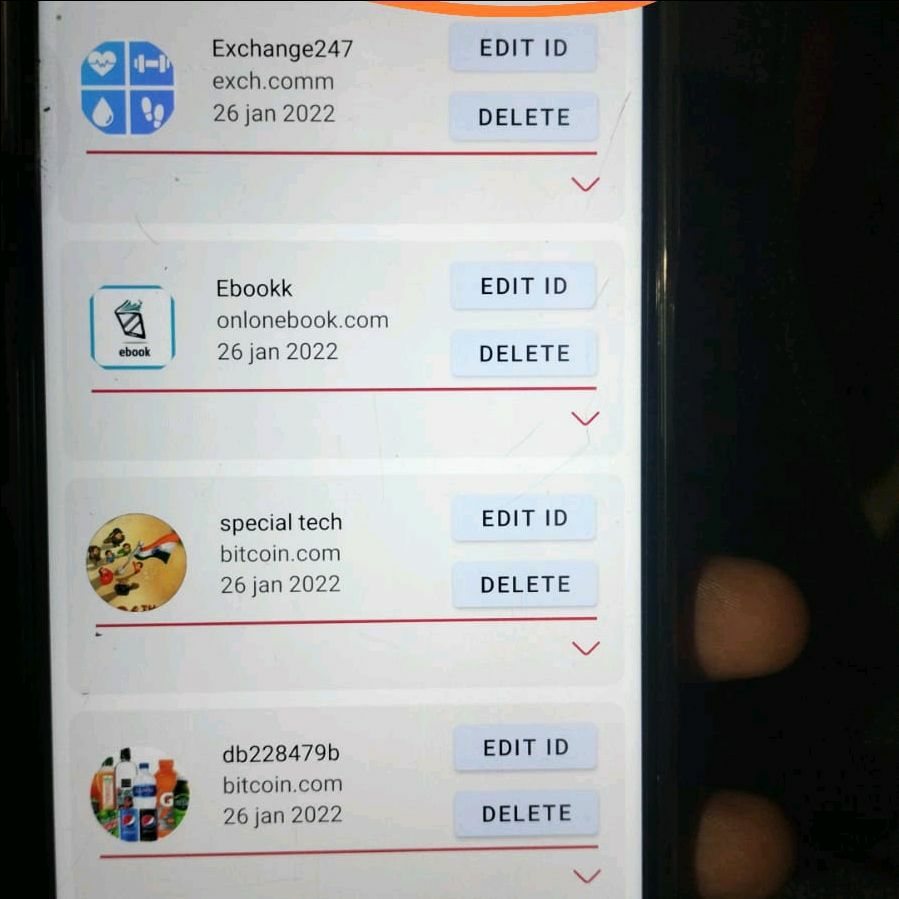 Exchange247
exch.comm
26 jan 2022
EDIT ID
DELETE
ebook
Ebookk
onlonebook.com
26 jan 2022
EDIT ID
DELETE
special tech
bitcoin.com
26 jan 2022
EDIT ID
DELETE
db228479b
bitcoin.com
26 jan 2022
EDIT ID
DELETE
G